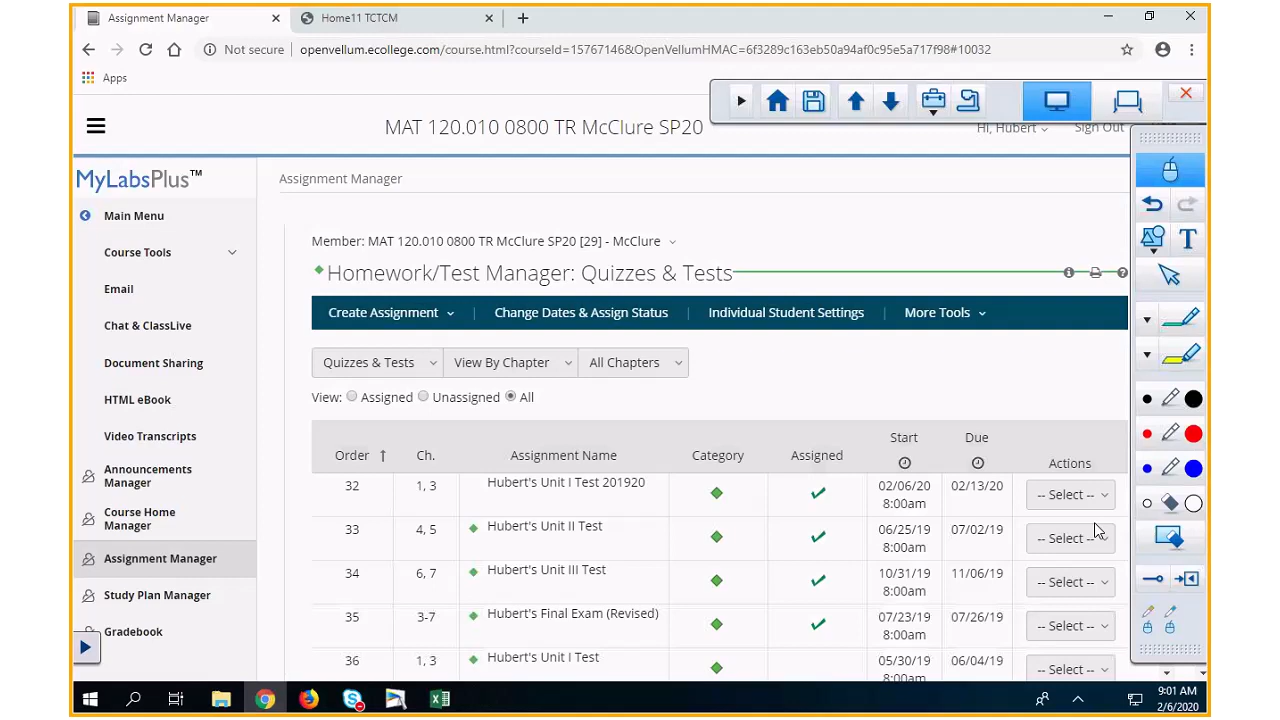 Assignment Manager
Home11 TCTCM
Not secure
openvellum.ecollege.com/course.html?courseId=15767146&OpenVellumHMAC=6f3289c163eb50a94af0c95e5a717f98#10032
Apps
MAT 120.010 0800 TR McClure SP20
Hi, Hubert
Sign Out
MyLabsPlus™
Assignment Manager
Main Menu
Course Tools
Email
Chat & ClassLive
Document Sharing
HTML eBook
Video Transcripts
Announcements
Manager
Course Home
Manager
Assignment Manager
Study Plan Manager
Gradebook
Member: MAT 120.010 0800 TR McClure SP20 [29] - McClure
Homework/Test Manager: Quizzes & Tests
Create Assignment | Change Dates & Assign Status | Individual Student Settings | More Tools
Quizzes & Tests View By Chapter All Chapters
View: Assigned Unassigned All
Order Ch. Assignment Name Category Assigned Start Due Actions
32 1, 3 Hubert's Unit I Test 201920 02/06/20 02/13/20 -- Select --
8:00am
33 4, 5 Hubert's Unit II Test 06/25/19 07/02/19 -- Select --
8:00am
34 6, 7 Hubert's Unit III Test 10/31/19 11/06/19 -- Select --
8:00am
35 3-7 Hubert's Final Exam (Revised) 07/23/19 07/26/19 -- Select --
8:00am
36 1, 3 Hubert's Unit I Test 05/30/19 06/04/19 -- Select --
T
9:01 AM
2/6/2020